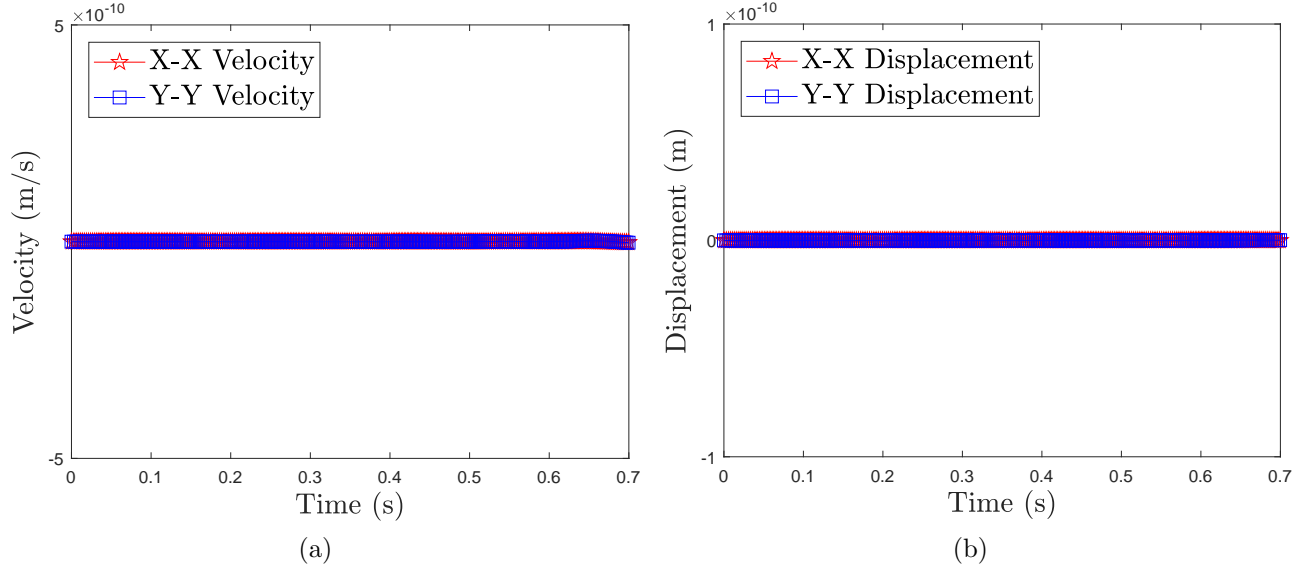 ×10⁻¹⁰
5
X-X Velocity
Y-Y Velocity
Velocity (m/s)
-5
0 0.1 0.2 0.3 0.4 0.5 0.6 0.7
Time (s)
(a)
×10⁻¹⁰
1
X-X Displacement
Y-Y Displacement
Displacement (m)
0
-1
0 0.1 0.2 0.3 0.4 0.5 0.6 0.7
Time (s)
(b)